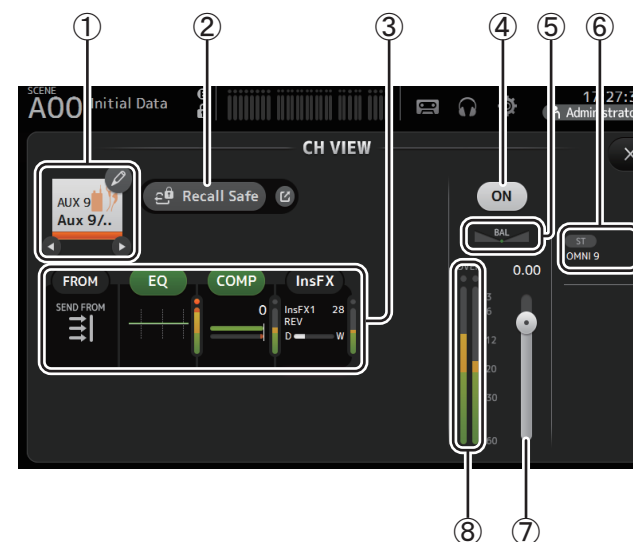 ① ② ③ ④ ⑤ ⑥
SCENE
A00 Initial Data
17:27:3
Administrato
CH VIEW
AUX 9
Aux 9/..
Recall Safe
ON
BAL
ST
OMNI 9
OVER
0.00
FROM EQ COMP InsFX
SEND FROM
0
InsFX1 28
REV
D W
3
6
12
20
30
60
⑧ ⑦